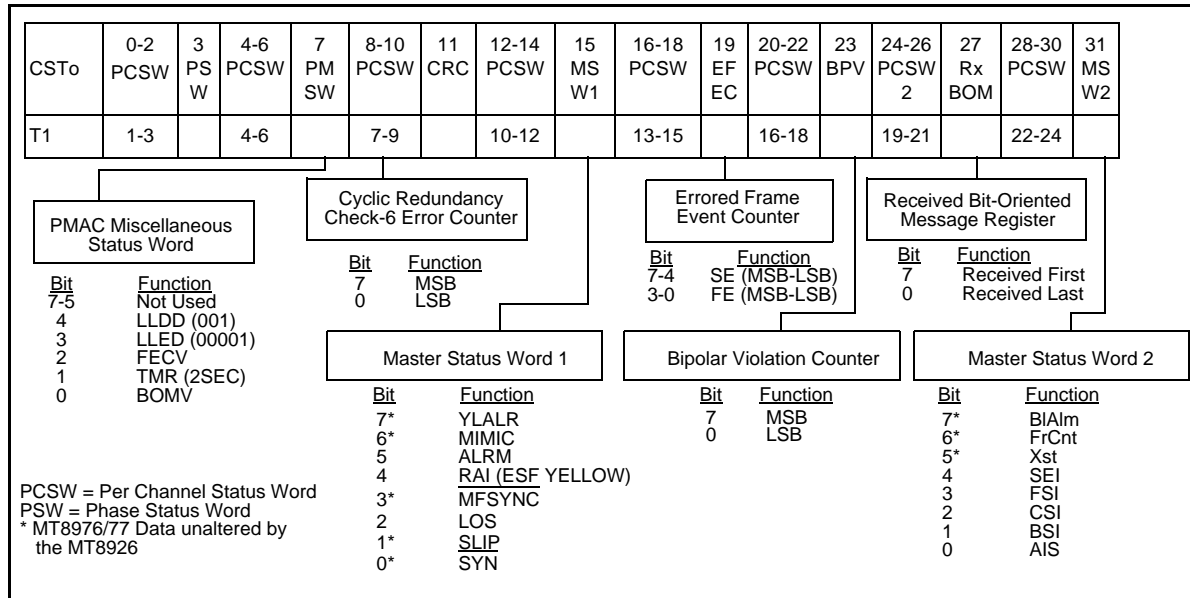 CSTo 0-2 PCSW 3 PS W 4-6 PCSW 7 PM SW 8-10 PCSW 11 CRC 12-14 PCSW 15 MS W1 16-18 PCSW 19 EF EC 20-22 PCSW 23 BPV 24-26 PCSW 2 27 Rx BOM 28-30 PCSW 31 MS W2
T1 1-3 4-6 7-9 10-12 13-15 16-18 19-21 22-24
PMAC Miscellaneous
Status Word
Bit Function
7-5 Not Used
4 LLDD (001)
3 LLED (00001)
2 FECV
1 TMR (2SEC)
0 BOMV
Cyclic Redundancy
Check-6 Error Counter
Bit Function
7 MSB
0 LSB
Errored Frame
Event Counter
Bit Function
7-4 SE (MSB-LSB)
3-0 FE (MSB-LSB)
Received Bit-Oriented
Message Register
Bit Function
7 Received First
0 Received Last
Master Status Word 1
Bit Function
7* YLALR
6* MIMIC
5 ALRM
4 RAI (ESF YELLOW)
3* MFSYNC
2 LOS
1* SLIP
0* SYN
Bipolar Violation Counter
Bit Function
7 MSB
0 LSB
Master Status Word 2
Bit Function
7* BlAlm
6* FrCnt
5* Xst
4 SEI
3 FSI
2 CSI
1 BSI
0 AIS
PCSW = Per Channel Status Word
PSW = Phase Status Word
* MT8976/77 Data unaltered by
the MT8926